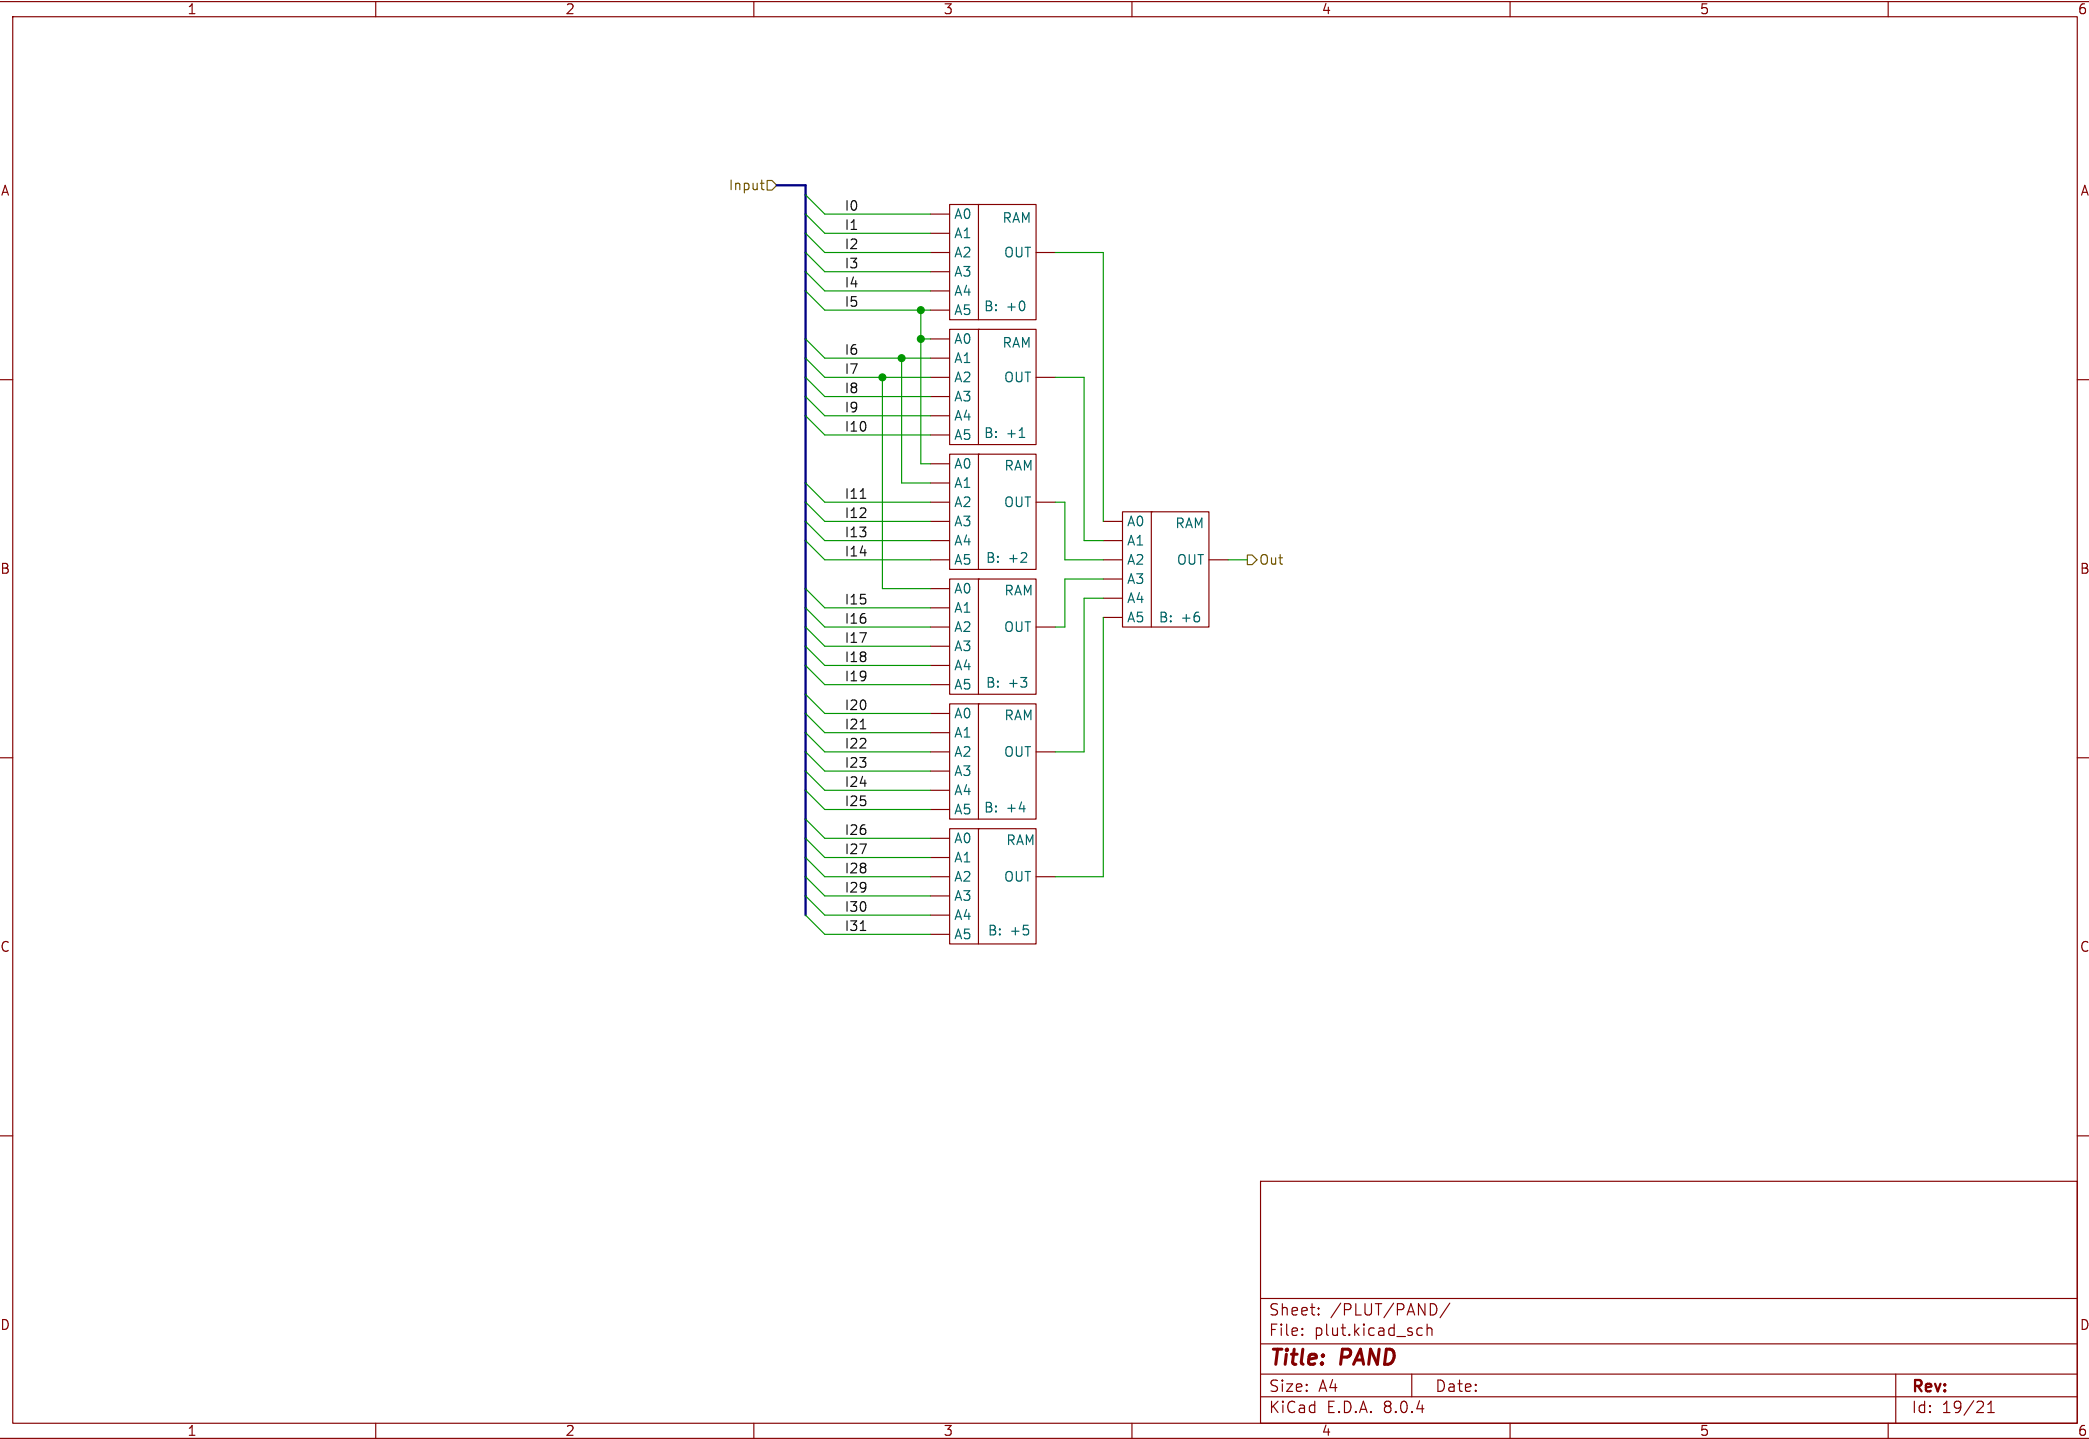 1 2 3 4 5 6
A A
Input
I0 A0 RAM
I1 A1
I2 A2 OUT
I3 A3
I4 A4
I5 A5 B: +0
A0 RAM
I6 A1
I7 A2 OUT
I8 A3
I9 A4
I10 A5 B: +1
A0 RAM
A1
I11 A2 OUT
I12 A3
I13 A4
I14 A5 B: +2
A0 RAM
A1
A2 OUT Out
A3
A4
A5 B: +6
B B
A0 RAM
I15 A1
I16 A2 OUT
I17 A3
I18 A4
I19 A5 B: +3
I20 A0 RAM
I21 A1
I22 A2 OUT
I23 A3
I24 A4
I25 A5 B: +4
I26 A0 RAM
I27 A1
I28 A2 OUT
I29 A3
I30 A4
I31 A5 B: +5
C C
Sheet: /PLUT/PAND/
File: plut.kicad_sch
D D
Title: PAND
Size: A4 Date: Rev:
KiCad E.D.A. 8.0.4 Id: 19/21
1 2 3 4 5 6